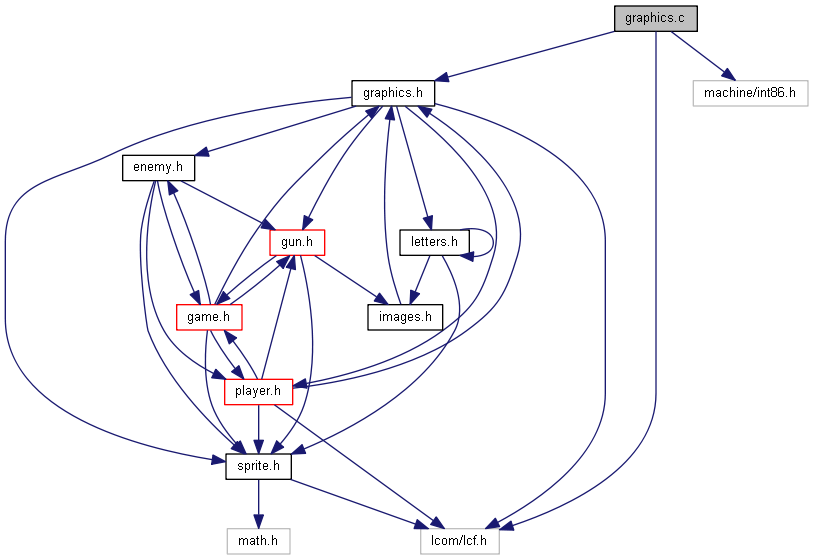 graphics.c
graphics.h
machine/int86.h
enemy.h
gun.h
letters.h
game.h
images.h
player.h
sprite.h
math.h
lcom/lcf.h